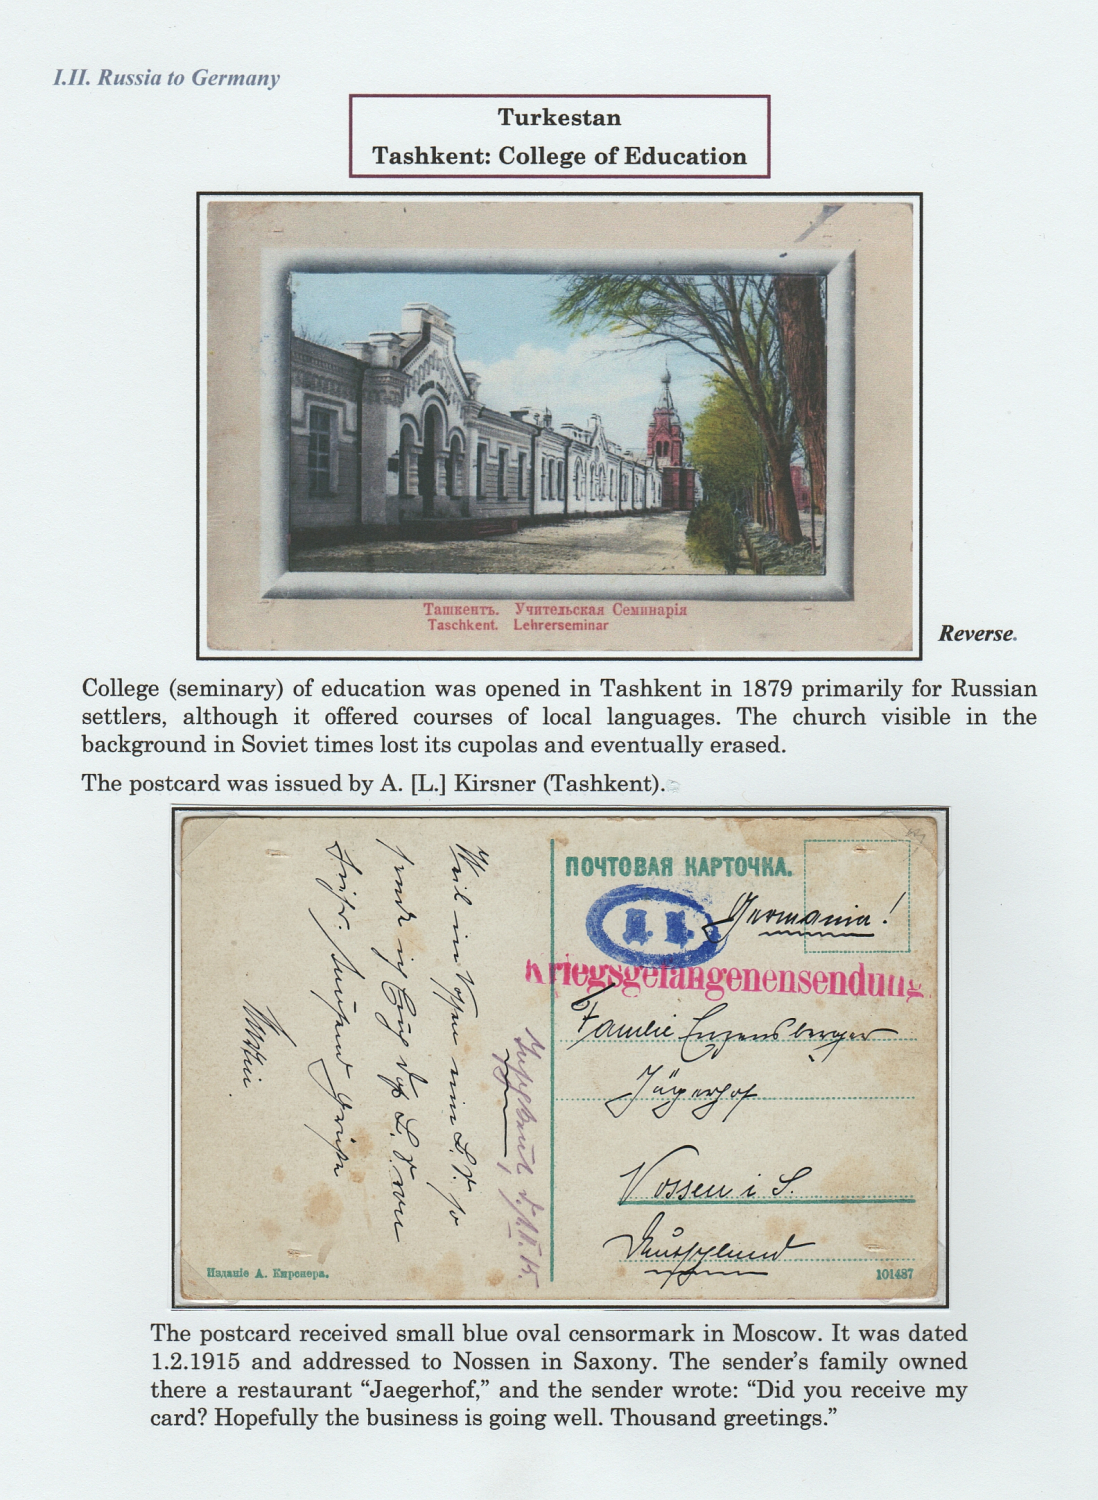 I.II. Russia to Germany
Turkestan
Tashkent: College of Education
Ташкентъ. Учительская Семинарія
Taschkent. Lehrerseminar
Reverse.
College (seminary) of education was opened in Tashkent in 1879 primarily for Russian
settlers, although it offered courses of local languages. The church visible in the
background in Soviet times lost its cupolas and eventually erased.
The postcard was issued by A. [L.] Kirsner (Tashkent).
ПОЧТОВАЯ КАРТОЧКА.
11
Germania!
Kriegsgefangenensendung
Familie Enzensberger
Jägerhof
Nossen i S.
Deutschland
Изданіе А. Кирснера.
101487
The postcard received small blue oval censormark in Moscow. It was dated
1.2.1915 and addressed to Nossen in Saxony. The sender's family owned
there a restaurant “Jaegerhof,” and the sender wrote: “Did you receive my
card? Hopefully the business is going well. Thousand greetings.”